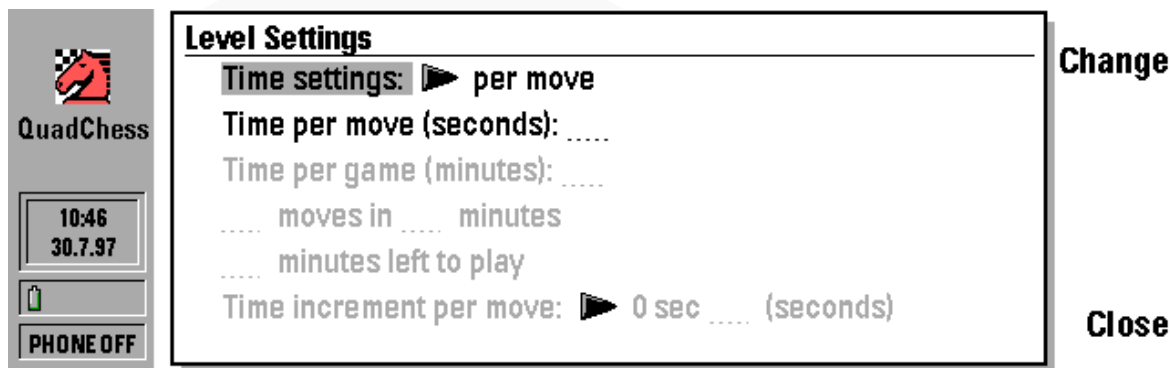 QuadChess
10:46
30.7.97
PHONE OFF
Level Settings
Time settings: per move
Time per move (seconds): .....
Time per game (minutes): .....
..... moves in ..... minutes
..... minutes left to play
Time increment per move: 0 sec ..... (seconds)
Change
Close